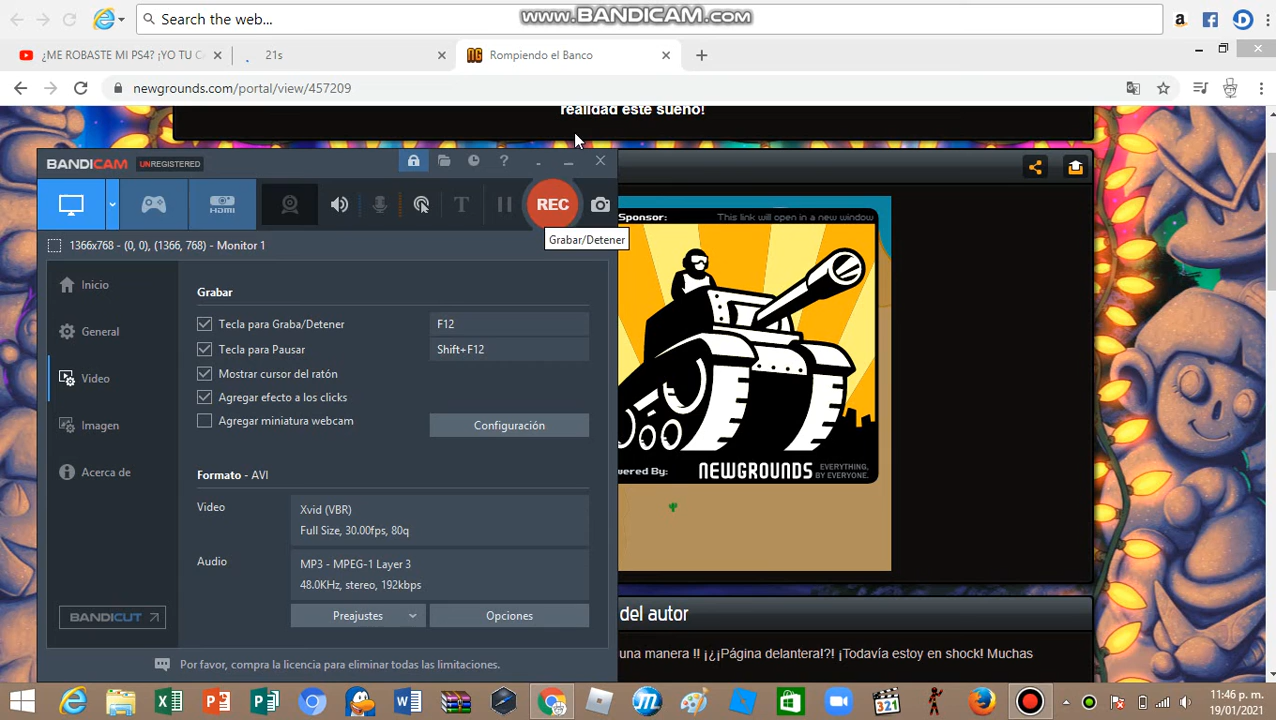 www.BANDICAM.com
Search the web...
¿ME ROBASTE MI PS4? ¡YO TU C
21s
Rompiendo el Banco
newgrounds.com/portal/view/457209
realidad este sueño!
BANDICAM UNREGISTERED
REC
Grabar/Detener
1366x768 - (0, 0), (1366, 768) - Monitor 1
Inicio
General
Video
Imagen
Acerca de
BANDICUT
Grabar
Tecla para Graba/Detener F12
Tecla para Pausar Shift+F12
Mostrar cursor del ratón
Agregar efecto a los clicks
Agregar miniatura webcam Configuración
Formato - AVI
Video Xvid (VBR)
Full Size, 30.00fps, 80q
Audio MP3 - MPEG-1 Layer 3
48.0KHz, stereo, 192kbps
Preajustes Opciones
Por favor, compra la licencia para eliminar todas las limitaciones.
Sponsor: This link will open in a new window
wered By: NEWGROUNDS EVERYTHING,
BY EVERYONE.
del autor
una manera !! ¡¿¡Página delantera!?! ¡Todavía estoy en shock! Muchas
11:46 p. m.
19/01/2021